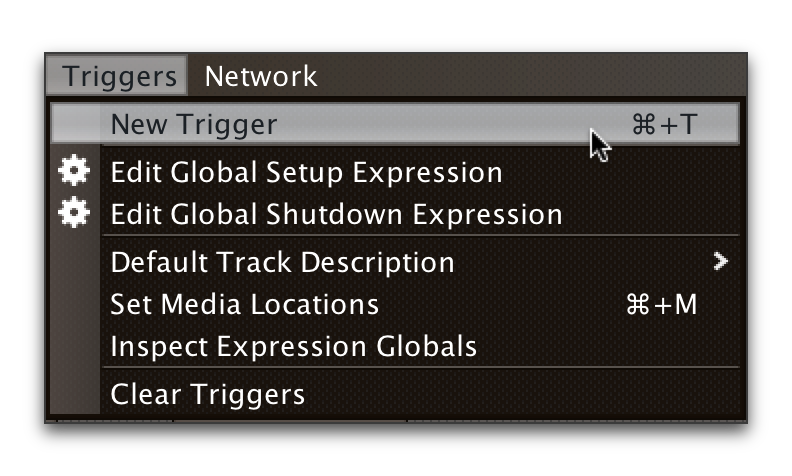 Triggers Network
New Trigger ⌘+T
Edit Global Setup Expression
Edit Global Shutdown Expression
Default Track Description
Set Media Locations ⌘+M
Inspect Expression Globals
Clear Triggers